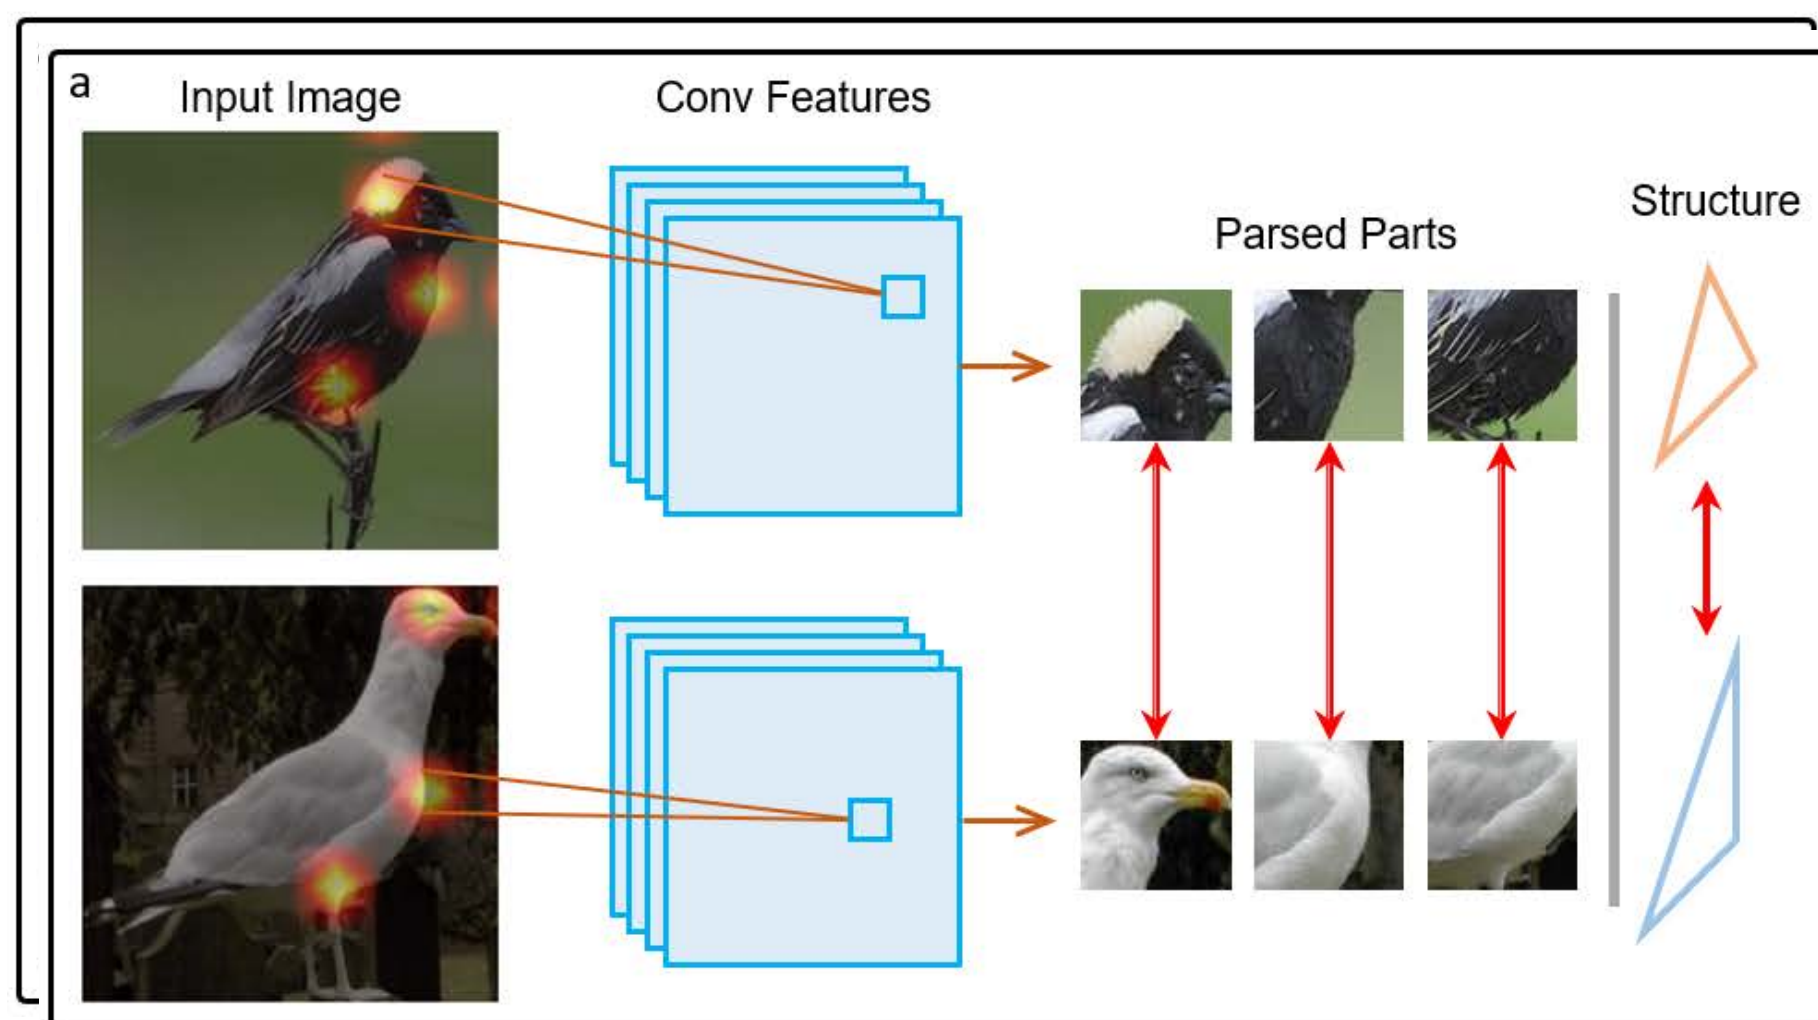 a
Input Image
Conv Features
Parsed Parts
Structure